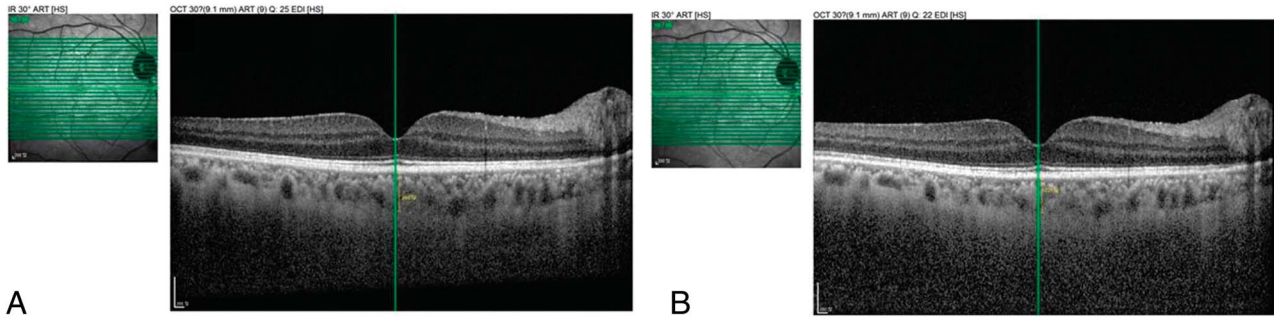 IR 30° ART [HS]
OCT 30?(9.1 mm) ART (9) Q: 25 EDI [HS]
A
IR 30° ART [HS]
OCT 30?(9.1 mm) ART (9) Q: 22 EDI [HS]
B